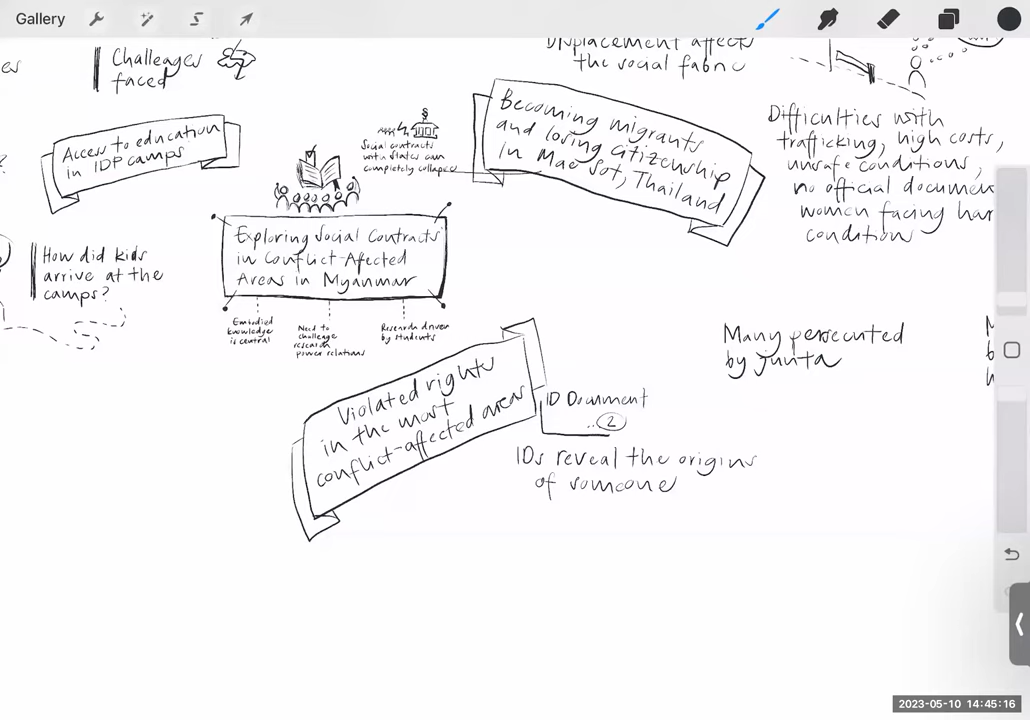 Gallery
Challeages
faced
Displacement affects
the social fabric
Access to education
in IDP camps
Social contracts
with States can
completely collapse
Becoming migrants
and losing citizenship
In Mae Sot, Thailand
Difficulties with
trafficking, high costs,
unsafe conditions,
no official documen
women facing har
condition
How did kids
arrive at the
camps?
Exploring Social Contracts
in Conflict-Affected
Areas in Myanmar
Embodied
knowledge
is central
Need to
challenge
research
power relations
Research driven
by students
Many persecuted
by junta
Violated rights
in the most
conflict-affected areas
ID Document
..2
IDs reveal the origins
of someone
2023-05-10 14:45:16